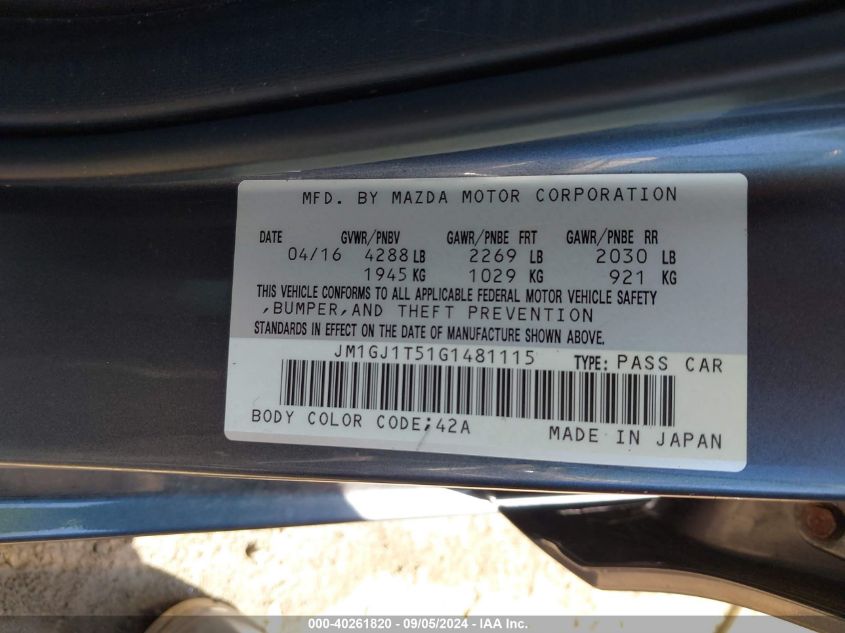 MFD. BY MAZDA MOTOR CORPORATION
DATE GVWR/PNBV GAWR/PNBE FRT GAWR/PNBE RR
04/16 4288 LB 2269 LB 2030 LB
1945 KG 1029 KG 921 KG
THIS VEHICLE CONFORMS TO ALL APPLICABLE FEDERAL MOTOR VEHICLE SAFETY
,BUMPER,AND THEFT PREVENTION
STANDARDS IN EFFECT ON THE DATE OF MANUFACTURE SHOWN ABOVE.
JM1GJ1T51G1481115 TYPE: PASS CAR
BODY COLOR CODE;42A
MADE IN JAPAN
000-40261820 - 09/05/2024 - IAA Inc.